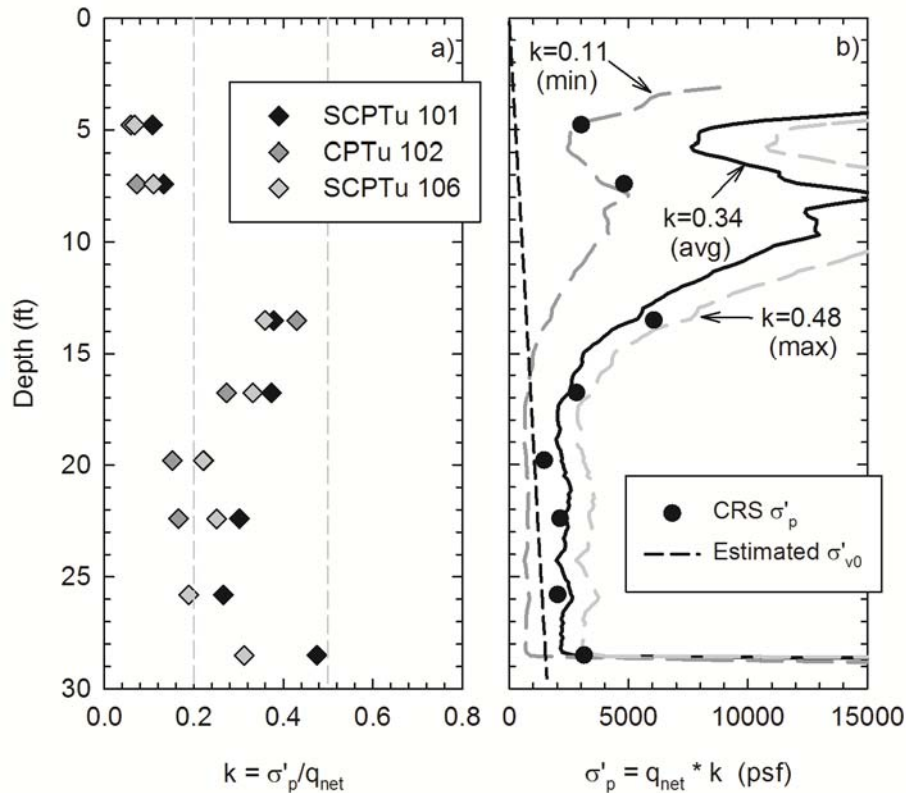 0
5
10
15
20
25
30
Depth (ft)
a)
SCPTu 101
CPTu 102
SCPTu 106
0.0
0.2
0.4
0.6
0.8
k = σ'p/qnet
b)
k=0.11
(min)
k=0.34
(avg)
k=0.48
(max)
CRS σ'p
Estimated σ'v0
0
5000
10000
15000
σ'p = qnet * k (psf)